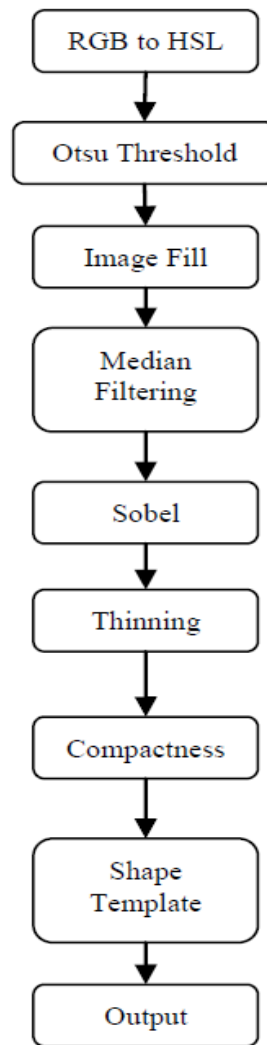 RGB to HSL
Otsu Threshold
Image Fill
Median
Filtering
Sobel
Thinning
Compactness
Shape
Template
Output